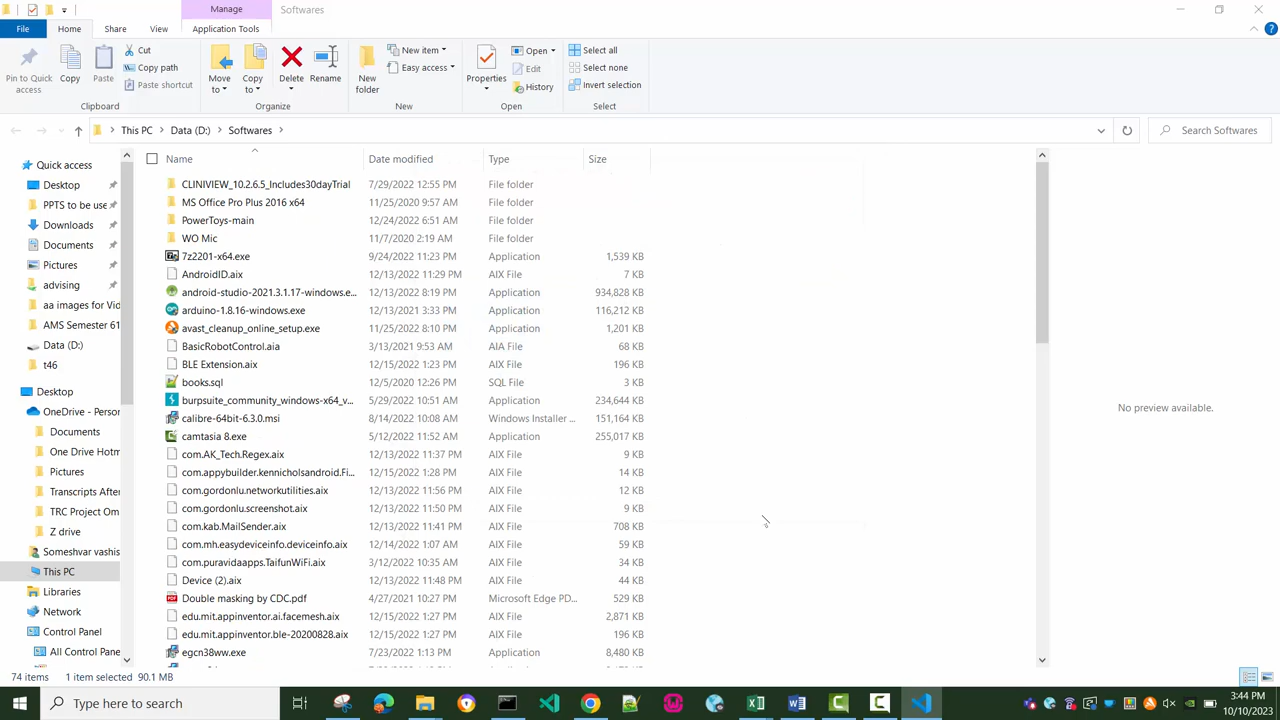 Manage
Softwares
File
Home
Share
View
Application Tools
Pin to Quick access
Copy
Paste
Cut
Copy path
Paste shortcut
Clipboard
Move to
Copy to
Delete
Rename
Organize
New folder
New item
Easy access
New
Properties
Open
Edit
History
Open
Select all
Select none
Invert selection
Select
This PC
Data (D:)
Softwares
Search Softwares
Quick access
Desktop
PPTS to be use
Downloads
Documents
Pictures
advising
aa images for Vid
AMS Semester 61
Data (D:)
t46
Desktop
OneDrive - Person
Documents
One Drive Hotm
Pictures
Transcripts After
TRC Project Om
Z drive
Someshvar vashis
This PC
Libraries
Network
Control Panel
All Control Pane
Name Date modified Type Size
CLINIVIEW_10.2.6.5_Includes30dayTrial 7/29/2022 12:55 PM File folder
MS Office Pro Plus 2016 x64 11/25/2020 9:57 AM File folder
PowerToys-main 12/24/2022 6:51 AM File folder
WO Mic 11/7/2020 2:19 AM File folder
7z2201-x64.exe 9/24/2022 11:23 PM Application 1,539 KB
AndroidID.aix 12/13/2022 11:29 PM AIX File 7 KB
android-studio-2021.3.1.17-windows.e... 12/13/2022 8:19 PM Application 934,828 KB
arduino-1.8.16-windows.exe 12/13/2021 3:33 PM Application 116,212 KB
avast_cleanup_online_setup.exe 11/25/2022 8:10 PM Application 1,201 KB
BasicRobotControl.aia 3/13/2021 9:53 AM AIA File 68 KB
BLE Extension.aix 12/15/2022 1:23 PM AIX File 196 KB
books.sql 12/5/2020 12:26 PM SQL File 3 KB
burpsuite_community_windows-x64_v... 5/29/2022 10:51 AM Application 234,644 KB
calibre-64bit-6.3.0.msi 8/14/2022 10:08 AM Windows Installer ... 151,164 KB
camtasia 8.exe 5/12/2022 11:52 AM Application 255,017 KB
com.AK_Tech.Regex.aix 12/13/2022 11:37 PM AIX File 9 KB
com.appybuilder.kennicholsandroid.Fi... 12/15/2022 1:28 PM AIX File 14 KB
com.gordonlu.networkutilities.aix 12/13/2022 11:56 PM AIX File 12 KB
com.gordonlu.screenshot.aix 12/13/2022 11:50 PM AIX File 9 KB
com.kab.MailSender.aix 12/13/2022 11:41 PM AIX File 708 KB
com.mh.easydeviceinfo.deviceinfo.aix 12/14/2022 1:07 AM AIX File 59 KB
com.puravidaapps.TaifunWiFi.aix 3/12/2022 10:35 AM AIX File 34 KB
Device (2).aix 12/13/2022 11:48 PM AIX File 44 KB
Double masking by CDC.pdf 4/27/2021 10:27 PM Microsoft Edge PD... 529 KB
edu.mit.appinventor.ai.facemesh.aix 12/15/2022 1:27 PM AIX File 2,871 KB
edu.mit.appinventor.ble-20200828.aix 12/15/2022 1:27 PM AIX File 196 KB
egcn38ww.exe 7/23/2022 1:13 PM Application 8,480 KB
No preview available.
74 items 1 item selected 90.1 MB
Type here to search
3:44 PM
10/10/2023